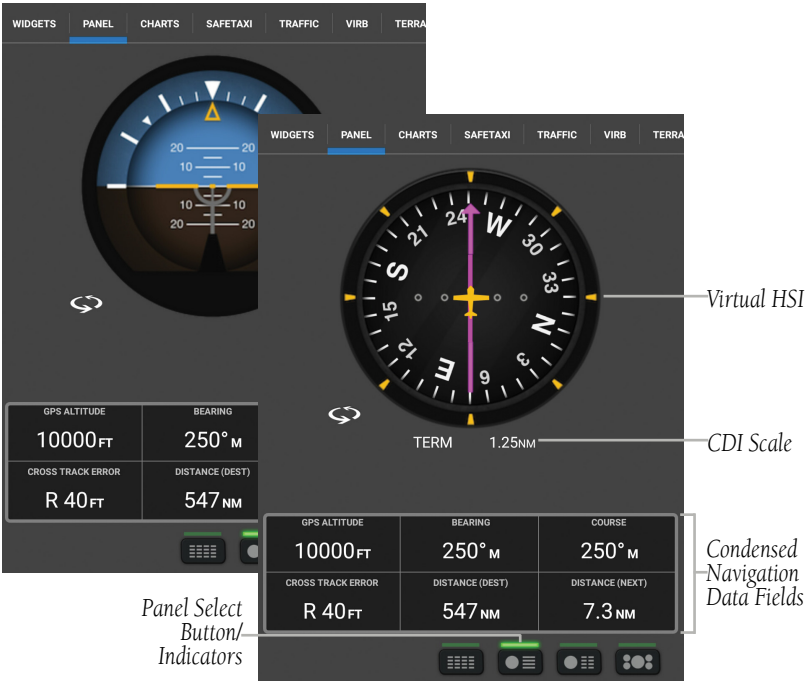 WIDGETS PANEL CHARTS SAFETAXI TRAFFIC VIRB TERRA
20 20
10 10
10 10
20 20
GPS ALTITUDE BEARING
10000FT 250°M
CROSS TRACK ERROR DISTANCE (DEST)
R 40FT 547NM
WIDGETS PANEL CHARTS SAFETAXI TRAFFIC VIRB TERRA
24 W 30 33 N 3 6 E 12 15 S 21
TERM 1.25NM
GPS ALTITUDE BEARING COURSE
10000FT 250°M 250°M
CROSS TRACK ERROR DISTANCE (DEST) DISTANCE (NEXT)
R 40FT 547NM 7.3NM
Virtual HSI
CDI Scale
Condensed
Navigation
Data Fields
Panel Select
Button/
Indicators